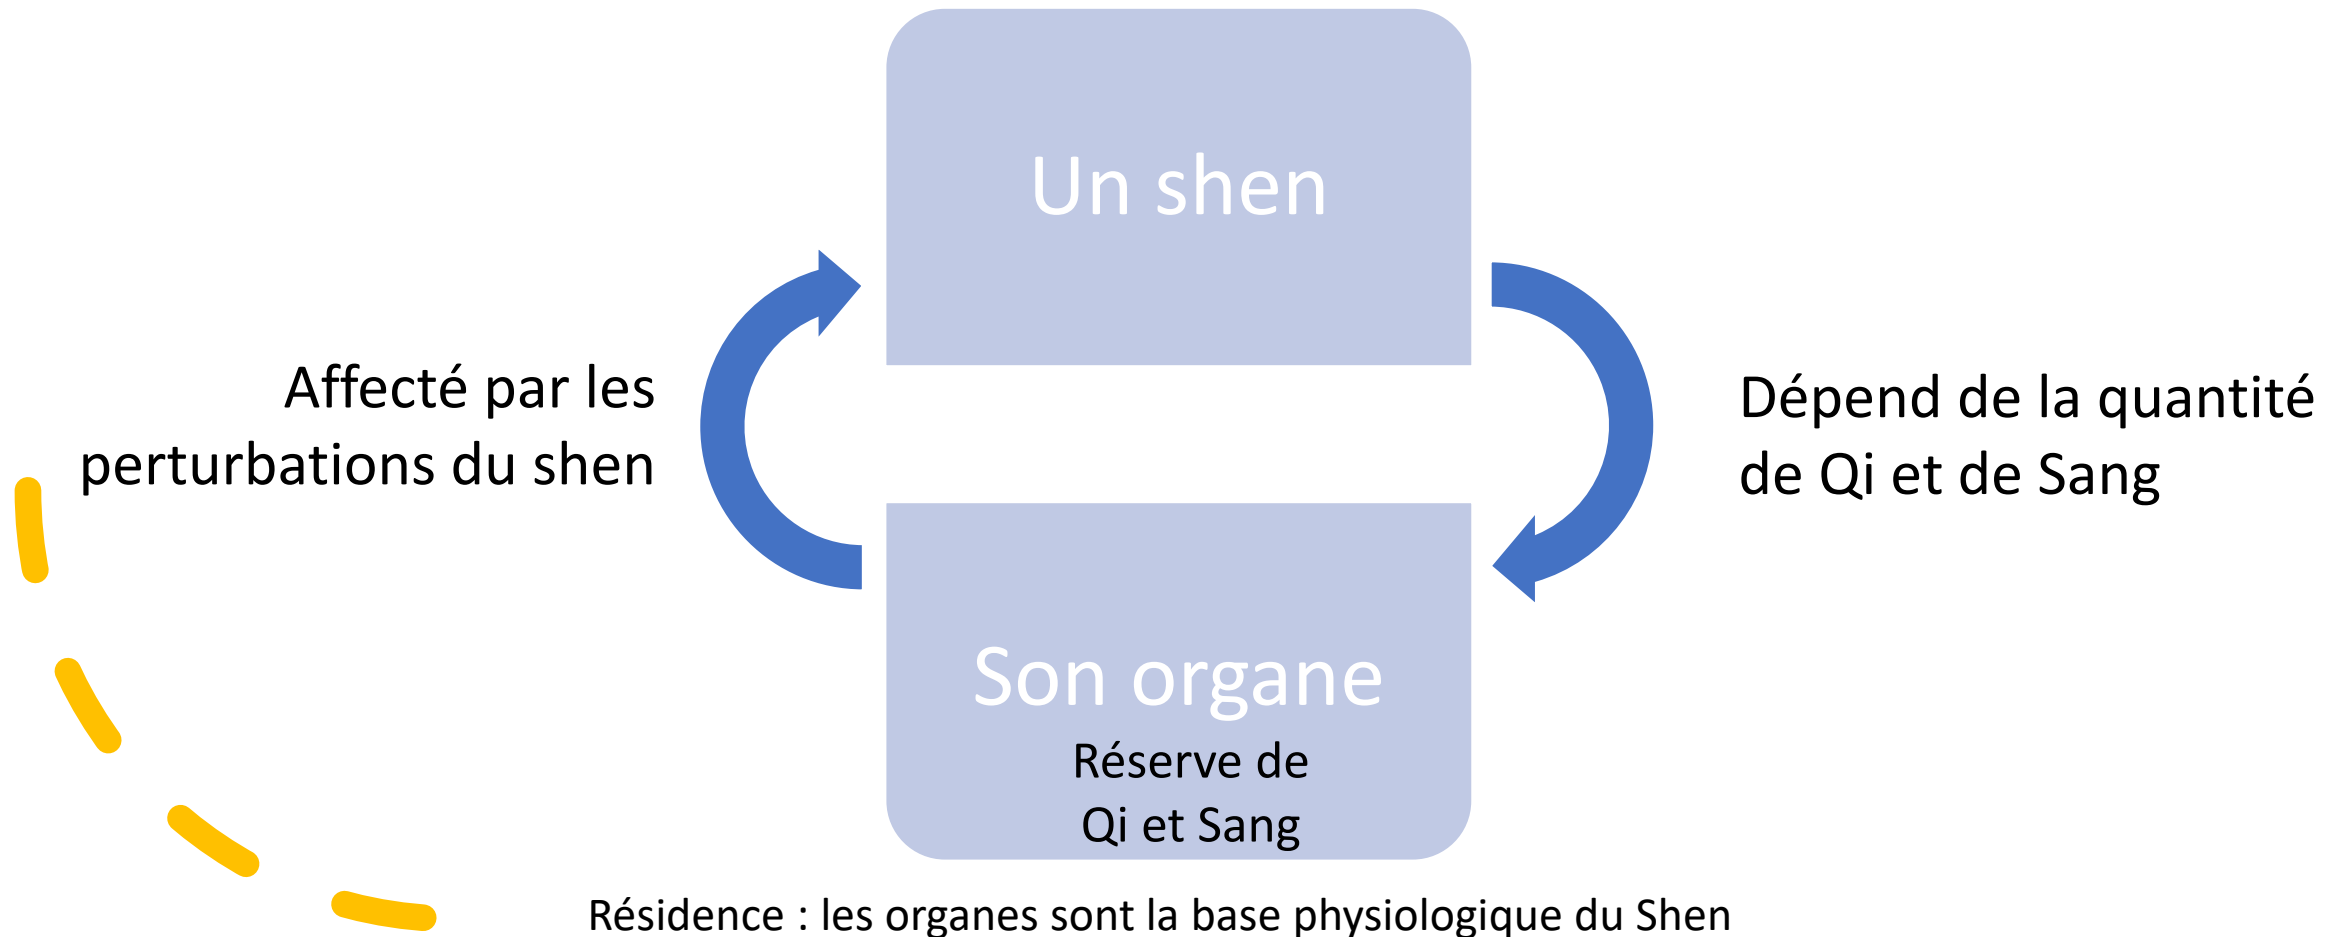 Un shen
Affecté par les
perturbations du shen
Dépend de la quantité
de Qi et de Sang
Son organe
Réserve de
Qi et Sang
Résidence : les organes sont la base physiologique du Shen